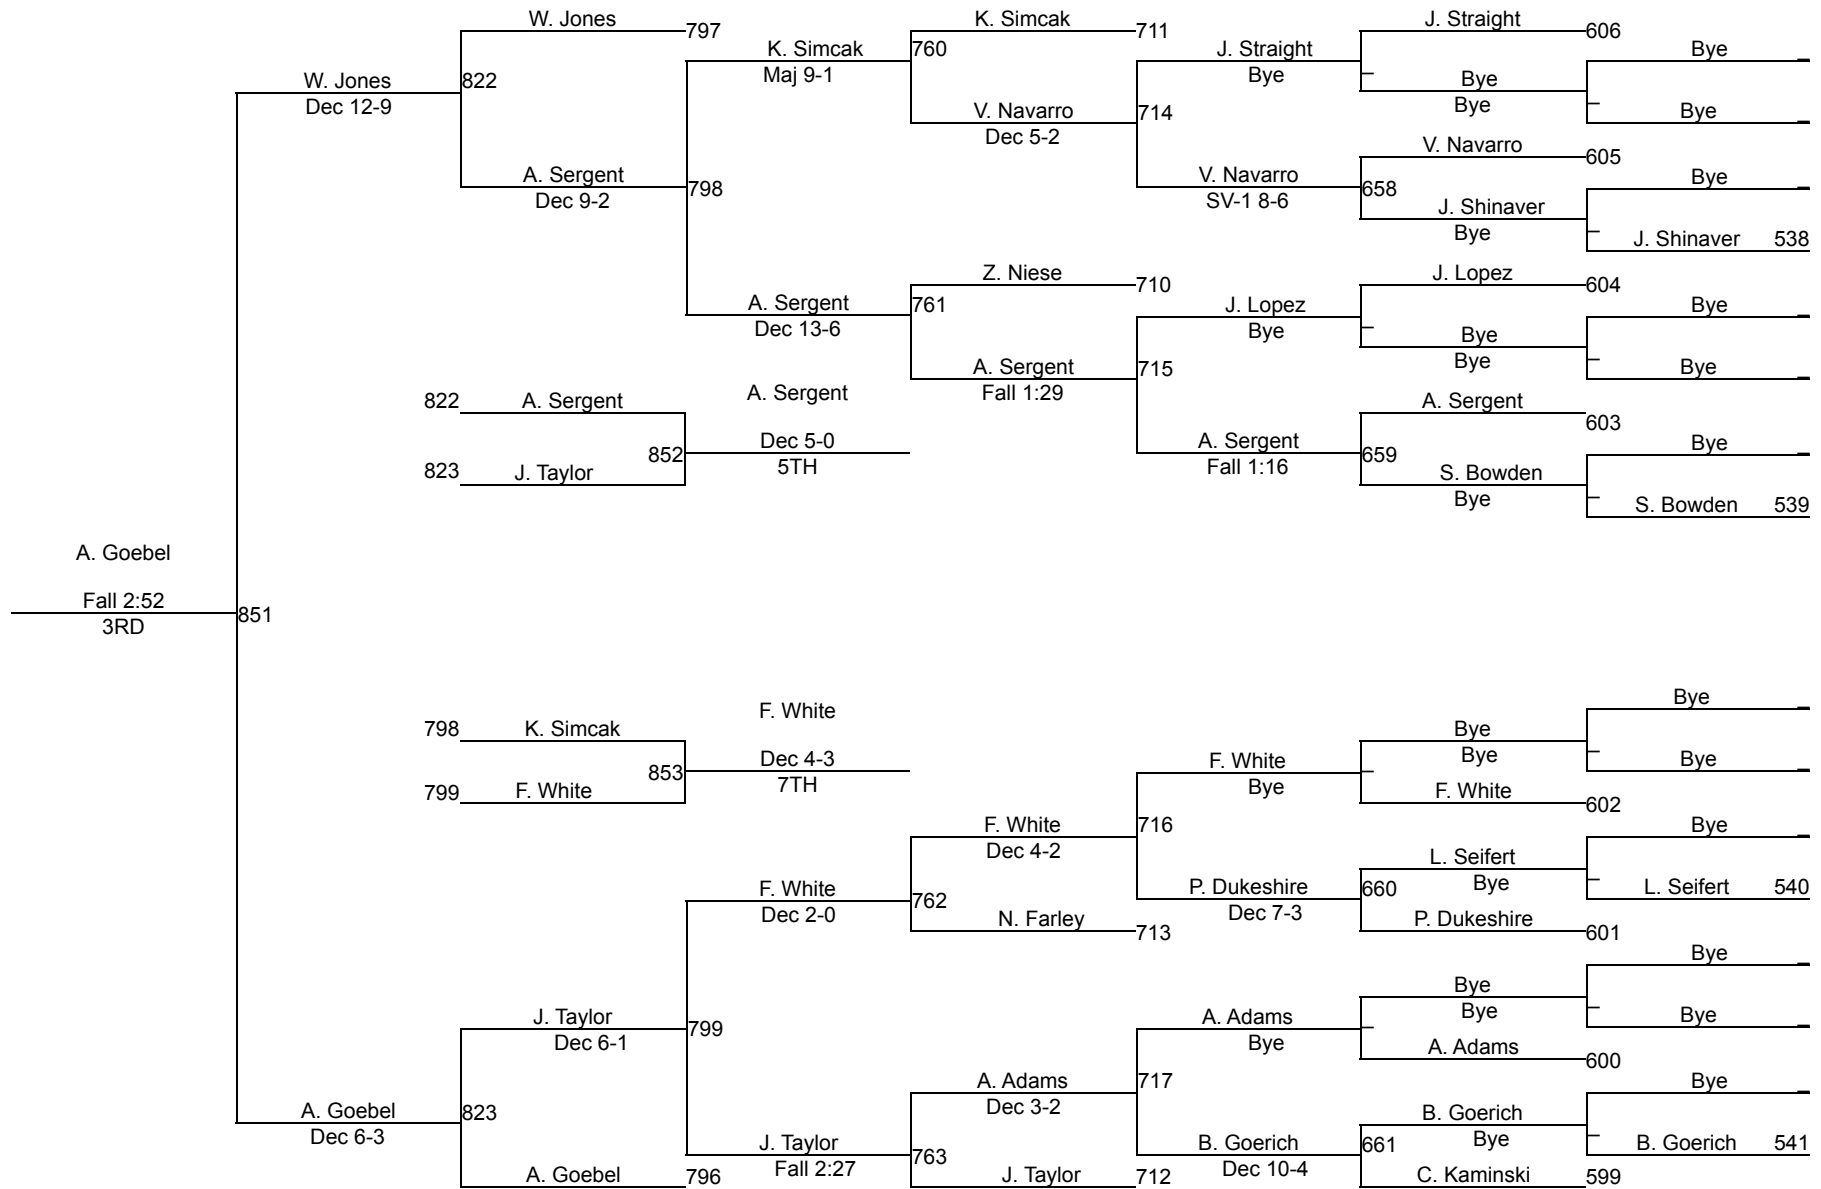 W. Jones
797
K. Simcak
711
J. Straight
606
K. Simcak
760
J. Straight
Bye _
W. Jones
822
Maj 9-1
Bye
_
Bye
Dec 12-9
V. Navarro
714
Bye
_
Bye _
Dec 5-2
V. Navarro
605
A. Sergent
798
V. Navarro
658
Bye _
Dec 9-2
SV-1 8-6
J. Shinaver
Bye
_
J. Shinaver 538
Z. Niese
710
J. Lopez
604
A. Sergent
761
J. Lopez
Bye _
Dec 13-6
Bye
_
Bye
Bye
_
Bye _
A. Sergent
715
Fall 1:29
822
A. Sergent
A. Sergent
A. Sergent
603
852
Dec 5-0
A. Sergent
659
Bye _
823
J. Taylor
5TH
Fall 1:16
S. Bowden
Bye
_
S. Bowden 539
A. Goebel
Fall 2:52
851
3RD
F. White
Bye _
798
K. Simcak
Bye
Bye
_
853
Dec 4-3
F. White
_
Bye _
799
F. White
7TH
Bye
F. White
602
F. White
716
Bye _
Dec 4-2
L. Seifert
F. White
762
P. Dukeshire
660
Bye
_
L. Seifert 540
Dec 2-0
N. Farley
713
Dec 7-3
P. Dukeshire
601
Bye _
J. Taylor
799
A. Adams
Bye
Bye
_
Bye _
Dec 6-1
Bye
_
A. Adams
600
A. Adams
717
Bye _
A. Goebel
823
Dec 3-2
B. Goerich
Dec 6-3
J. Taylor
763
B. Goerich
661
Bye
_
B. Goerich 541
Fall 2:27
Dec 10-4
A. Goebel
796
J. Taylor
712
C. Kaminski
599